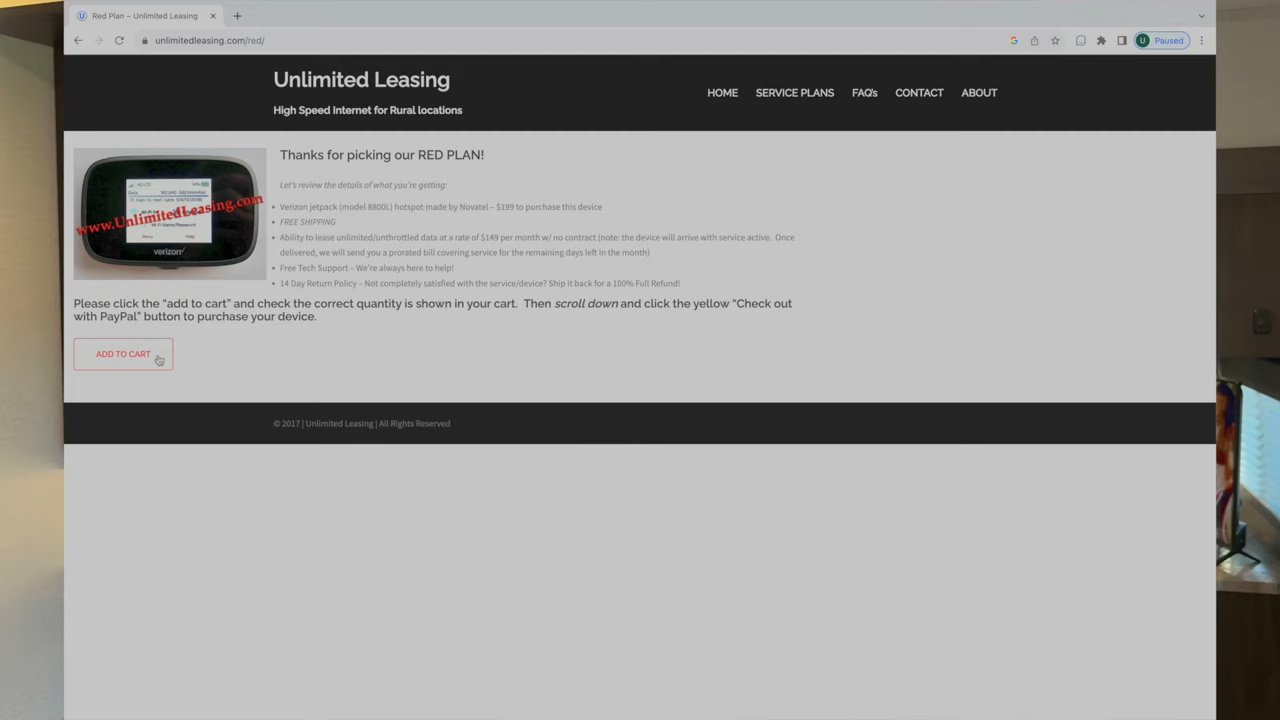 Red Plan – Unlimited Leasing
unlimitedleasing.com/red/
U
Paused
Unlimited Leasing
High Speed Internet for Rural locations
HOME
SERVICE PLANS
FAQ's
CONTACT
ABOUT
www.UnlimitedLeasing.com
verizon
Thanks for picking our RED PLAN!
Let's review the details of what you're getting:
Verizon jetpack (model 8800L) hotspot made by Novatel – $199 to purchase this device
FREE SHIPPING
Ability to lease unlimited/unthrottled data at a rate of $149 per month w/ no contract (note: the device will arrive with service active. Once
delivered, we will send you a prorated bill covering service for the remaining days left in the month)
Free Tech Support – We're always here to help!
14 Day Return Policy – Not completely satisfied with the service/device? Ship it back for a 100% Full Refund!
Please click the “add to cart” and check the correct quantity is shown in your cart. Then scroll down and click the yellow “Check out
with PayPal” button to purchase your device.
ADD TO CART
© 2017 | Unlimited Leasing | All Rights Reserved